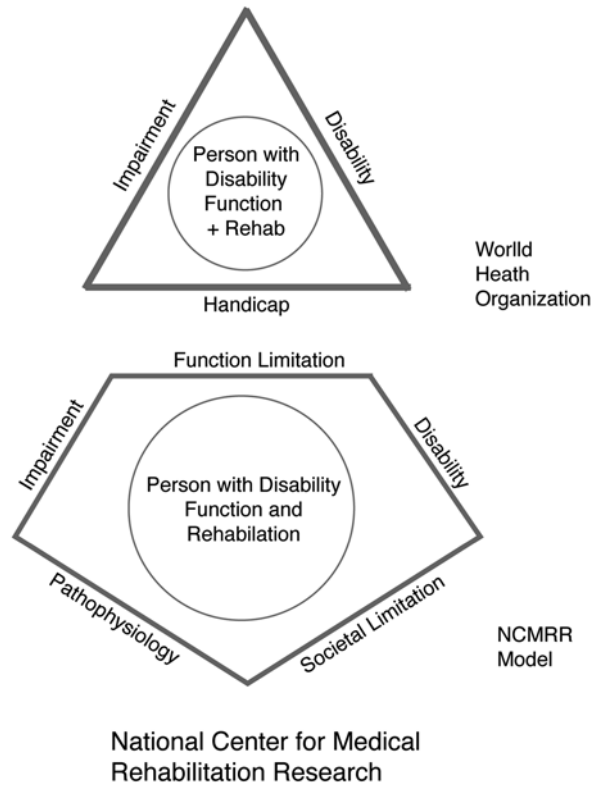 Impairment
Disability
Person with
Disability
Function
+ Rehab
Handicap
Worlld
Heath
Organization
Function Limitation
Impairment
Disability
Person with Disability
Function and
Rehabilation
Pathophysiology
Societal Limitation
NCMRR
Model
National Center for Medical
Rehabilitation Research